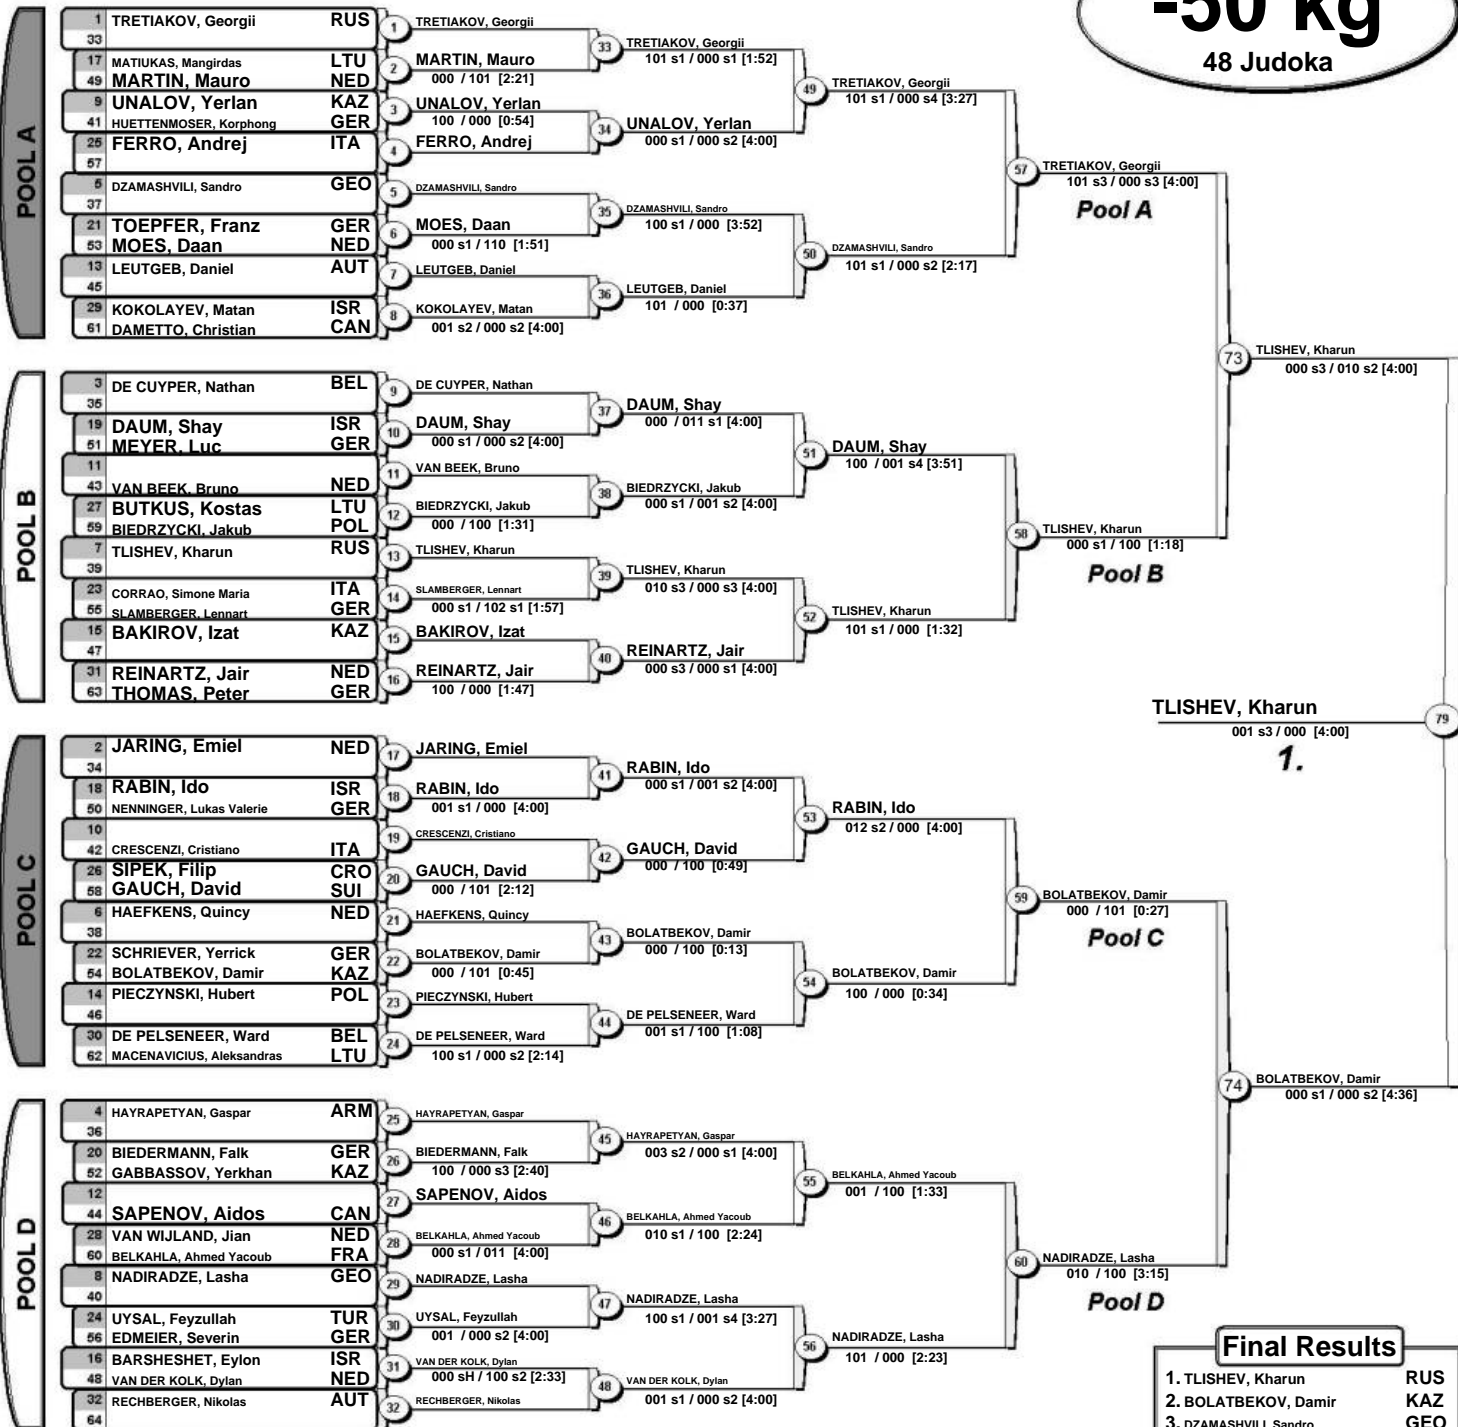 -50 kg
48 Judoka
POOL A
1 TRETIAKOV, Georgii RUS
33
17 MATIUKAS, Mangirdas LTU
49 MARTIN, Mauro NED
9 UNALOV, Yerlan KAZ
41 HUETTENMOSER, Korphong GER
25 FERRO, Andrej ITA
57
5 DZAMASHVILI, Sandro GEO
37
21 TOEPFER, Franz GER
53 MOES, Daan NED
13 LEUTGEB, Daniel AUT
45
29 KOKOLAYEV, Matan ISR
61 DAMETTO, Christian CAN
1 TRETIAKOV, Georgii
2 MARTIN, Mauro
000 / 101 [2:21]
3 UNALOV, Yerlan
100 / 000 [0:54]
4 FERRO, Andrej
5 DZAMASHVILI, Sandro
6 MOES, Daan
000 s1 / 110 [1:51]
7 LEUTGEB, Daniel
8 KOKOLAYEV, Matan
001 s2 / 000 s2 [4:00]
33 TRETIAKOV, Georgii
101 s1 / 000 s1 [1:52]
34 UNALOV, Yerlan
000 s1 / 000 s2 [4:00]
35 DZAMASHVILI, Sandro
100 s1 / 000 [3:52]
36 LEUTGEB, Daniel
101 / 000 [0:37]
49 TRETIAKOV, Georgii
101 s1 / 000 s4 [3:27]
50 DZAMASHVILI, Sandro
101 s1 / 000 s2 [2:17]
57 TRETIAKOV, Georgii
101 s3 / 000 s3 [4:00]
Pool A
POOL B
3 DE CUYPER, Nathan BEL
35
19 DAUM, Shay ISR
51 MEYER, Luc GER
11
43 VAN BEEK, Bruno NED
27 BUTKUS, Kostas LTU
59 BIEDRZYCKI, Jakub POL
7 TLISHEV, Kharun RUS
39
23 CORRAO, Simone Maria ITA
55 SLAMBERGER, Lennart GER
15 BAKIROV, Izat KAZ
47
31 REINARTZ, Jair NED
63 THOMAS, Peter GER
9 DE CUYPER, Nathan
10 DAUM, Shay
000 s1 / 000 s2 [4:00]
11 VAN BEEK, Bruno
12 BIEDRZYCKI, Jakub
000 / 100 [1:31]
13 TLISHEV, Kharun
14 SLAMBERGER, Lennart
000 s1 / 102 s1 [1:57]
15 BAKIROV, Izat
16 REINARTZ, Jair
100 / 000 [1:47]
37 DAUM, Shay
000 / 011 s1 [4:00]
38 BIEDRZYCKI, Jakub
000 s1 / 001 s2 [4:00]
39 TLISHEV, Kharun
010 s3 / 000 s3 [4:00]
40 REINARTZ, Jair
000 s3 / 000 s1 [4:00]
51 DAUM, Shay
100 / 001 s4 [3:51]
52 TLISHEV, Kharun
101 s1 / 000 [1:32]
58 TLISHEV, Kharun
000 s1 / 100 [1:18]
Pool B
73 TLISHEV, Kharun
000 s3 / 010 s2 [4:00]
TLISHEV, Kharun 79
001 s3 / 000 [4:00]
1.
POOL C
2 JARING, Emiel NED
34
18 RABIN, Ido ISR
50 NENNINGER, Lukas Valerie GER
10
42 CRESCENZI, Cristiano ITA
26 SIPEK, Filip CRO
58 GAUCH, David SUI
6 HAEFKENS, Quincy NED
38
22 SCHRIEVER, Yerrick GER
54 BOLATBEKOV, Damir KAZ
14 PIECZYNSKI, Hubert POL
46
30 DE PELSENEER, Ward BEL
62 MACENAVICIUS, Aleksandras LTU
17 JARING, Emiel
18 RABIN, Ido
001 s1 / 000 [4:00]
19 CRESCENZI, Cristiano
20 GAUCH, David
000 / 101 [2:12]
21 HAEFKENS, Quincy
22 BOLATBEKOV, Damir
000 / 101 [0:45]
23 PIECZYNSKI, Hubert
24 DE PELSENEER, Ward
100 s1 / 000 s2 [2:14]
41 RABIN, Ido
000 s1 / 001 s2 [4:00]
42 GAUCH, David
000 / 100 [0:49]
43 BOLATBEKOV, Damir
000 / 100 [0:13]
44 DE PELSENEER, Ward
001 s1 / 100 [1:08]
53 RABIN, Ido
012 s2 / 000 [4:00]
54 BOLATBEKOV, Damir
100 / 000 [0:34]
59 BOLATBEKOV, Damir
000 / 101 [0:27]
Pool C
74 BOLATBEKOV, Damir
000 s1 / 000 s2 [4:36]
POOL D
4 HAYRAPETYAN, Gaspar ARM
36
20 BIEDERMANN, Falk GER
52 GABBASSOV, Yerkhan KAZ
12
44 SAPENOV, Aidos CAN
28 VAN WIJLAND, Jian NED
60 BELKAHLA, Ahmed Yacoub FRA
8 NADIRADZE, Lasha GEO
40
24 UYSAL, Feyzullah TUR
56 EDMEIER, Severin GER
16 BARSHESHET, Eylon ISR
48 VAN DER KOLK, Dylan NED
32 RECHBERGER, Nikolas AUT
64
25 HAYRAPETYAN, Gaspar
26 BIEDERMANN, Falk
100 / 000 s3 [2:40]
27 SAPENOV, Aidos
28 BELKAHLA, Ahmed Yacoub
000 s1 / 011 [4:00]
29 NADIRADZE, Lasha
30 UYSAL, Feyzullah
001 / 000 s2 [4:00]
31 VAN DER KOLK, Dylan
000 sH / 100 s2 [2:33]
32 RECHBERGER, Nikolas
45 HAYRAPETYAN, Gaspar
003 s2 / 000 s1 [4:00]
46 BELKAHLA, Ahmed Yacoub
010 s1 / 100 [2:24]
47 NADIRADZE, Lasha
100 s1 / 001 s4 [3:27]
48 VAN DER KOLK, Dylan
001 s1 / 000 s2 [4:00]
55 BELKAHLA, Ahmed Yacoub
001 / 100 [1:33]
56 NADIRADZE, Lasha
101 / 000 [2:23]
60 NADIRADZE, Lasha
010 / 100 [3:15]
Pool D
Final Results
1. TLISHEV, Kharun RUS
2. BOLATBEKOV, Damir KAZ
3. DZAMASHVILI, Sandro GEO